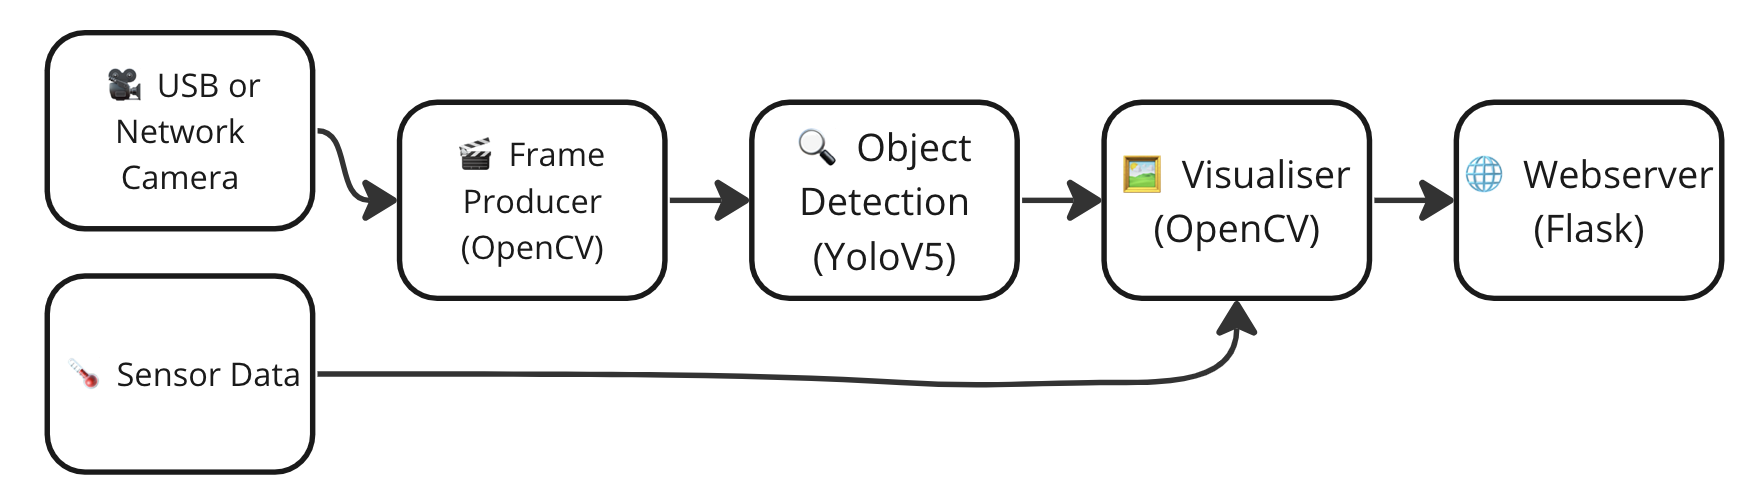 USB or
Network
Camera
Frame
Producer
(OpenCV)
Object
Detection
(YoloV5)
Visualiser
(OpenCV)
Webserver
(Flask)
Sensor Data